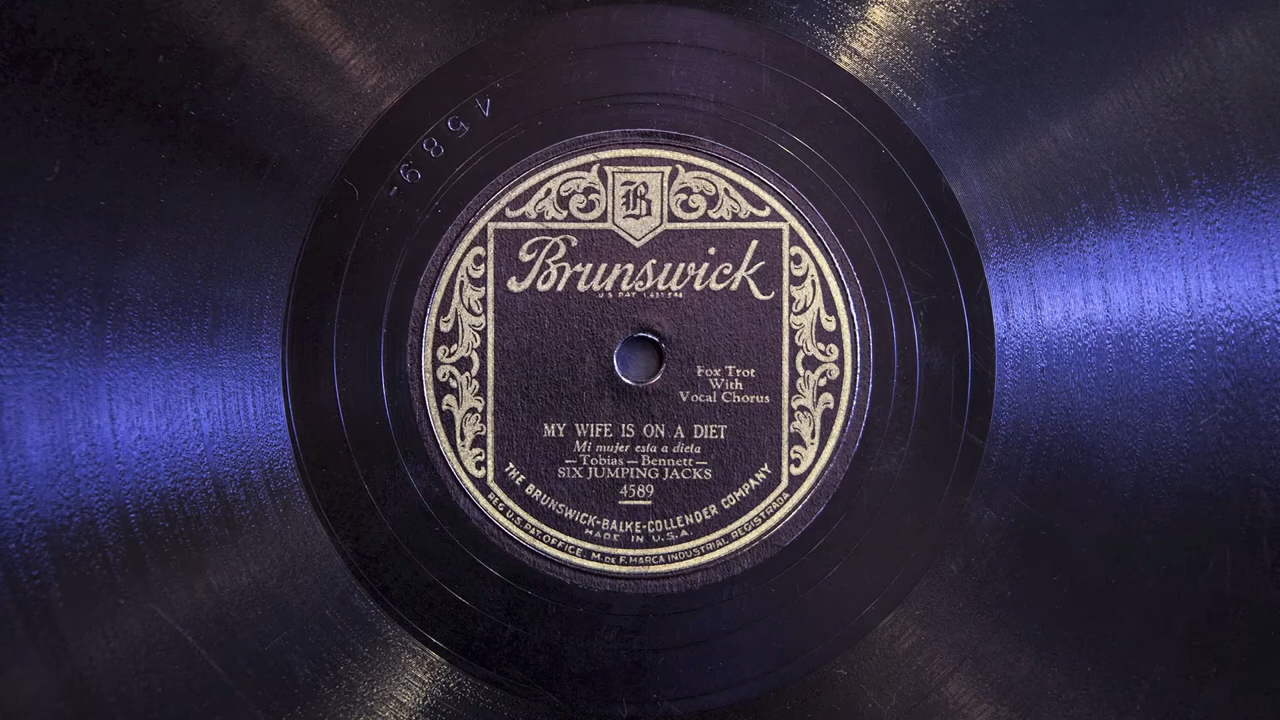 4589-
B
Brunswick
Fox Trot
With
Vocal Chorus
MY WIFE IS ON A DIET
Mi mujer esta a dieta
—Tobias—Bennett—
SIX JUMPING JACKS
4589
THE BRUNSWICK-BALKE-COLLENDER COMPANY
MADE IN U.S.A.
REG. U.S. PAT. OFFICE. M. DE F. MARCA INDUSTRIAL REGISTRADA